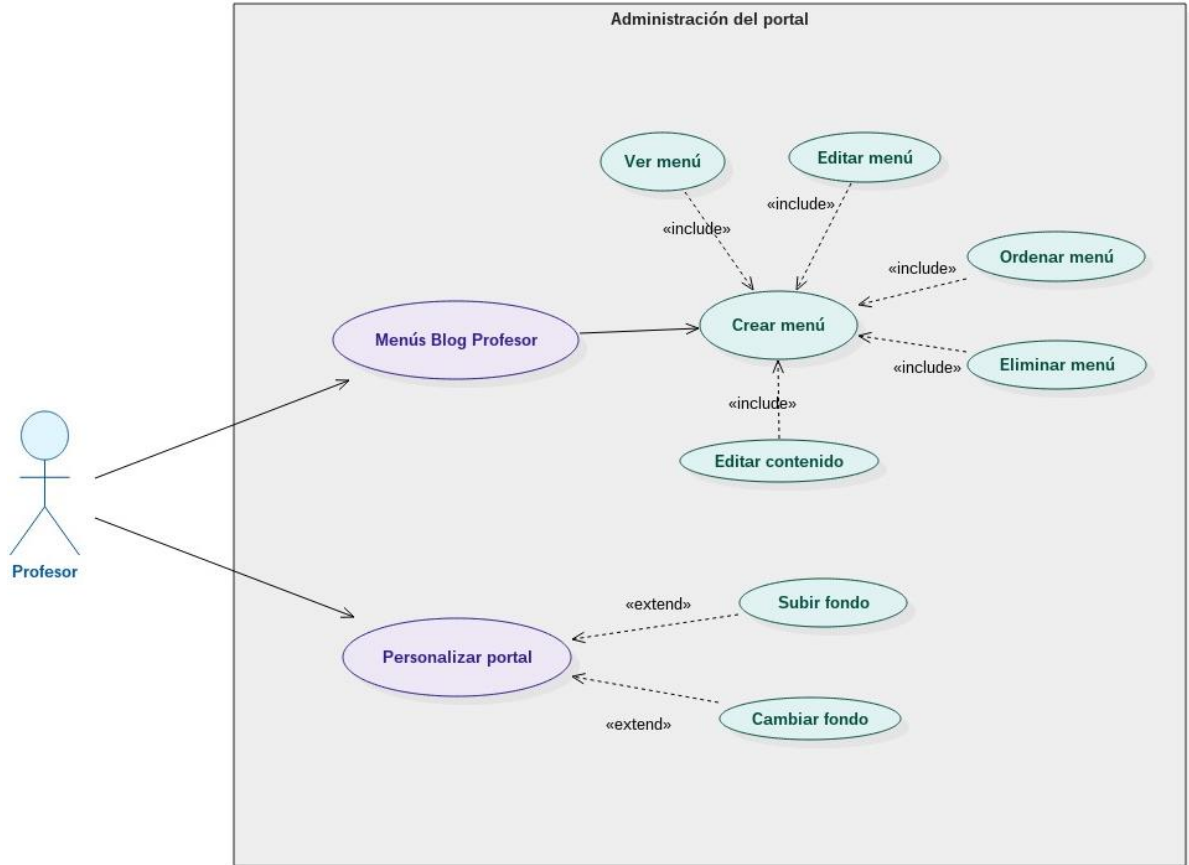 Administración del portal
Ver menú
Editar menú
«include»
«include»
Ordenar menú
«include»
Menús Blog Profesor
Crear menú
Eliminar menú
«include»
«include»
Editar contenido
Profesor
Subir fondo
«extend»
Personalizar portal
Cambiar fondo
«extend»